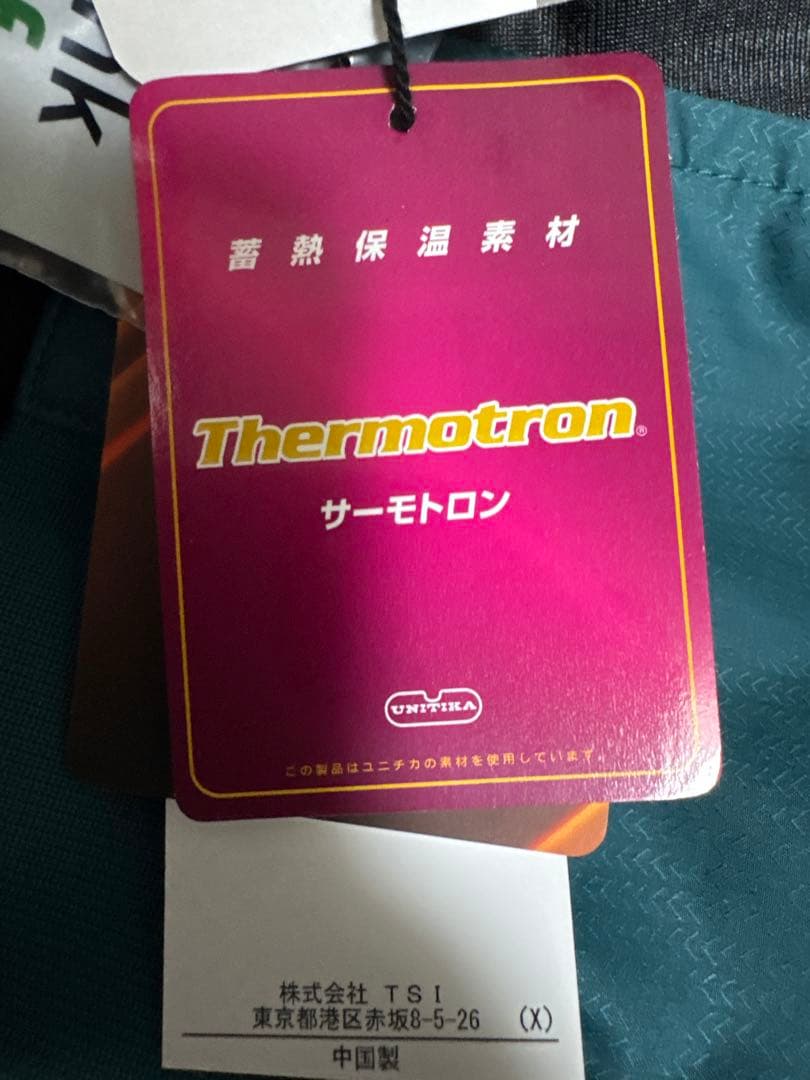 nk
蓄熱保温素材
Thermotron®
サーモトロン
UNITIKA
この製品はユニチカの素材を使用しています
株式会社 TSI
東京都港区赤坂8-5-26 (X)
中国製